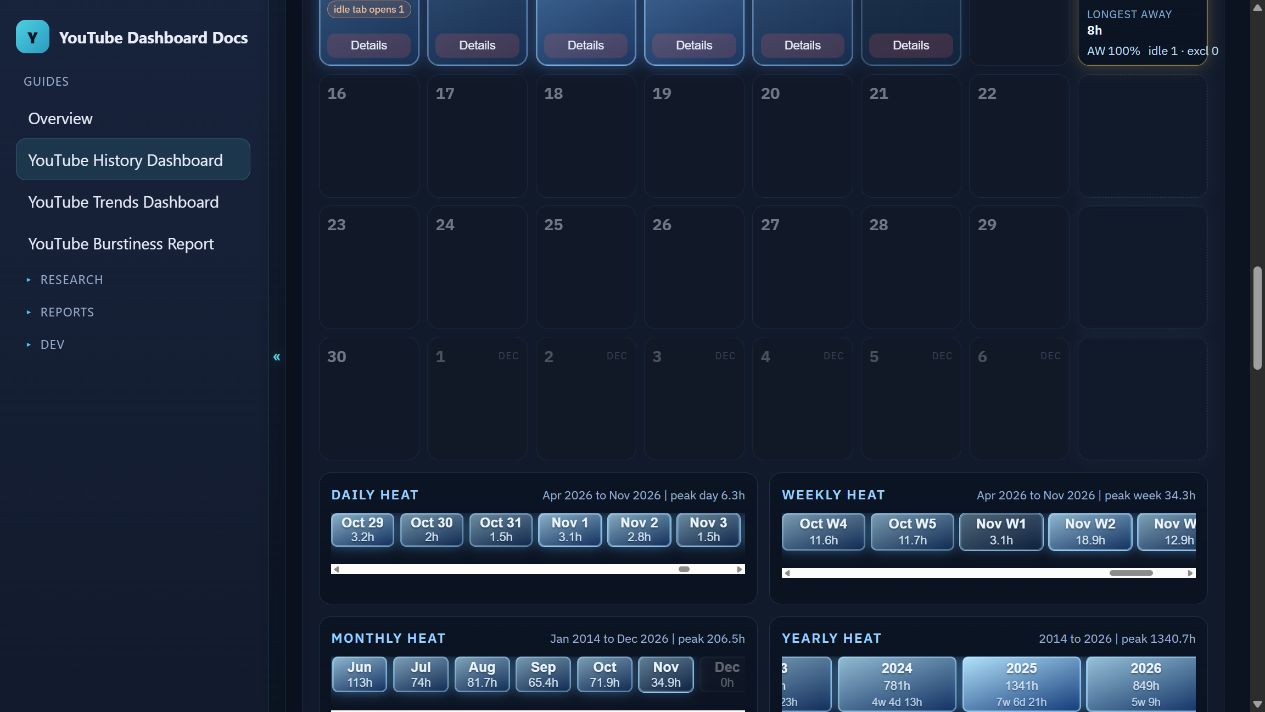 Y YouTube Dashboard Docs
GUIDES
Overview
YouTube History Dashboard
YouTube Trends Dashboard
YouTube Burstiness Report
RESEARCH
REPORTS
DEV
«
idle tab opens 1
Details Details Details Details Details Details
LONGEST AWAY
8h
AW 100% idle 1 · excl 0
16 17 18 19 20 21 22
23 24 25 26 27 28 29
30 1 DEC 2 DEC 3 DEC 4 DEC 5 DEC 6 DEC
DAILY HEAT Apr 2026 to Nov 2026 | peak day 6.3h
Oct 29 Oct 30 Oct 31 Nov 1 Nov 2 Nov 3
3.2h 2h 1.5h 3.1h 2.8h 1.5h
WEEKLY HEAT Apr 2026 to Nov 2026 | peak week 34.3h
Oct W4 Oct W5 Nov W1 Nov W2 Nov W
11.6h 11.7h 3.1h 18.9h 12.9h
MONTHLY HEAT Jan 2014 to Dec 2026 | peak 206.5h
Jun Jul Aug Sep Oct Nov Dec
113h 74h 81.7h 65.4h 71.9h 34.9h 0h
YEARLY HEAT 2014 to 2026 | peak 1340.7h
3 2024 2025 2026
h 781h 1341h 849h
23h 4w 4d 13h 7w 6d 21h 5w 9h